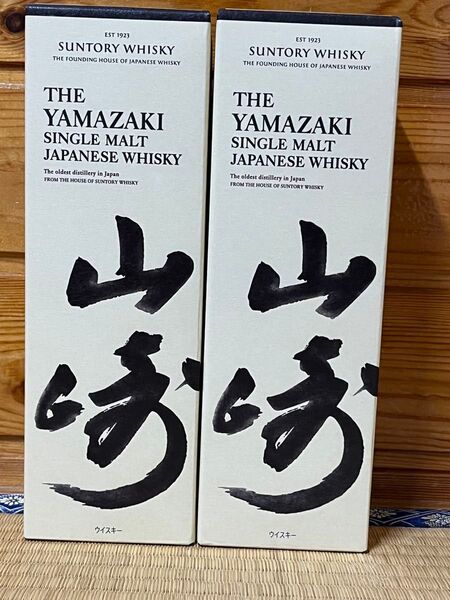 EST 1923
SUNTORY WHISKY
THE FOUNDING HOUSE OF JAPANESE WHISKY
THE
YAMAZAKI
SINGLE MALT
JAPANESE WHISKY
The oldest distillery in Japan
FROM THE HOUSE OF SUNTORY WHISKY
山
崎
ウイスキー
EST 1923
SUNTORY WHISKY
THE FOUNDING HOUSE OF JAPANESE WHISKY
THE
YAMAZAKI
SINGLE MALT
JAPANESE WHISKY
The oldest distillery in Japan
FROM THE HOUSE OF SUNTORY WHISKY
山
崎
ウイスキー